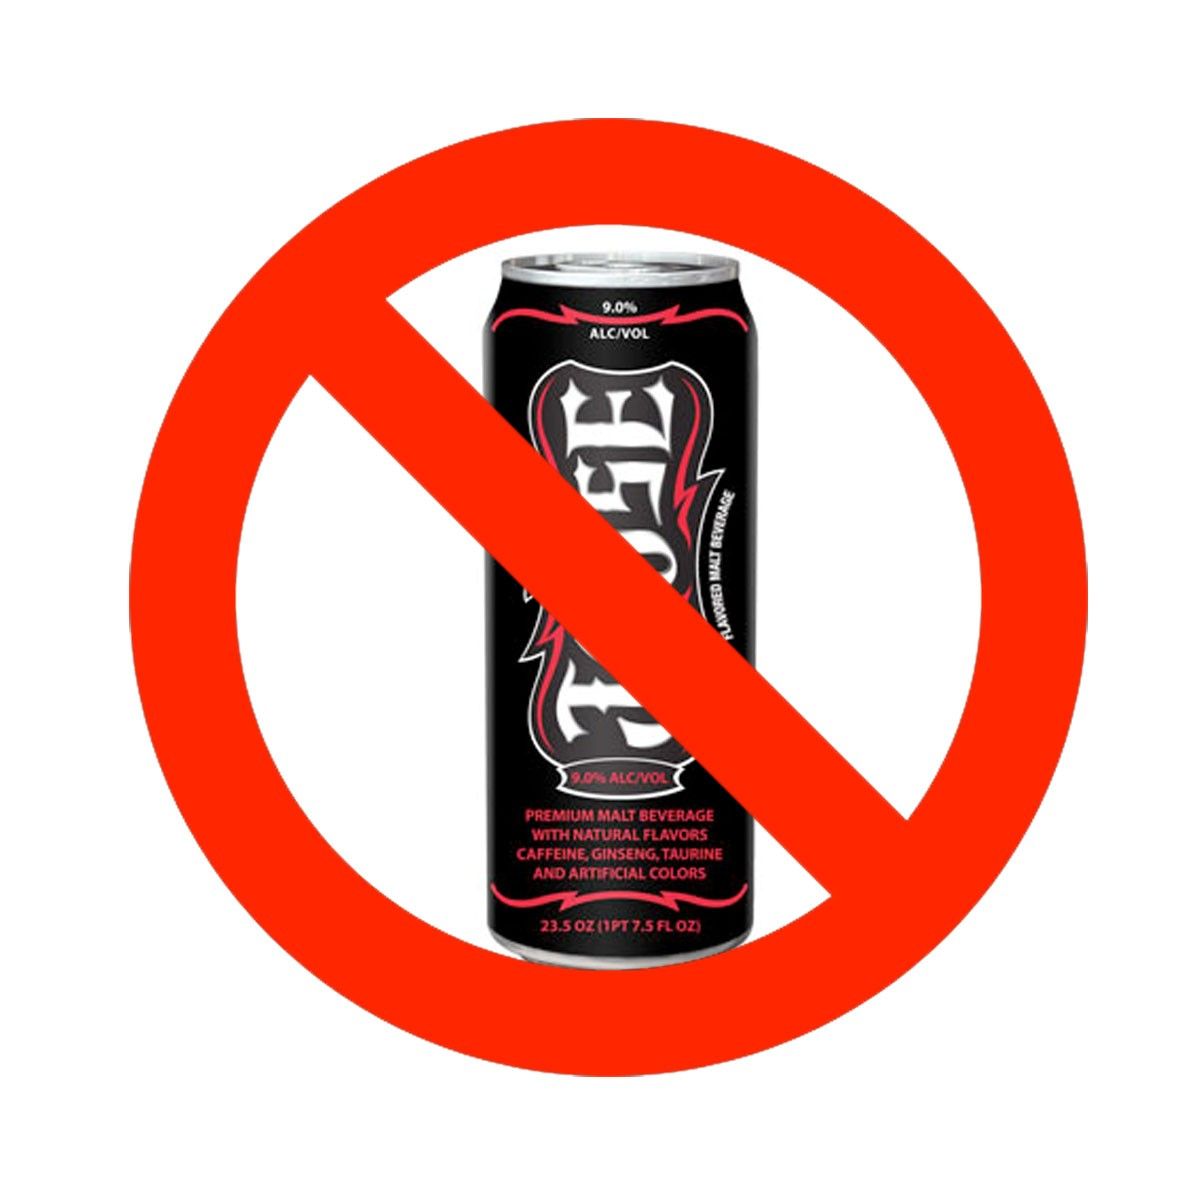 9.0%
ALC/VOL
FLAVORED MALT BEVERAGE
9.0% ALC/VOL
PREMIUM MALT BEVERAGE
WITH NATURAL FLAVORS
CAFFEINE, GINSENG, TAURINE
AND ARTIFICIAL COLORS
23.5 OZ (1PT 7.5 FL OZ)